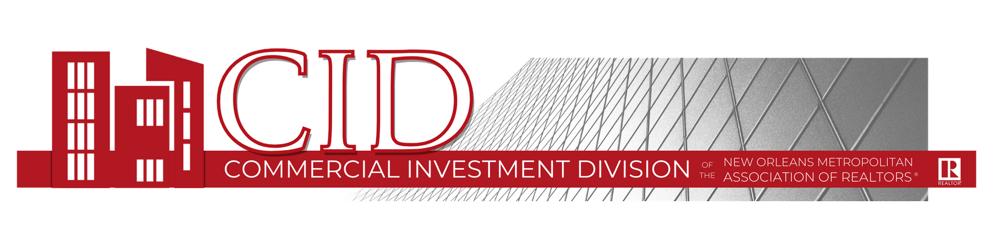 CID
COMMERCIAL INVESTMENT DIVISION
OF
THE
NEW ORLEANS METROPOLITAN
ASSOCIATION OF REALTORS®
R
REALTOR®